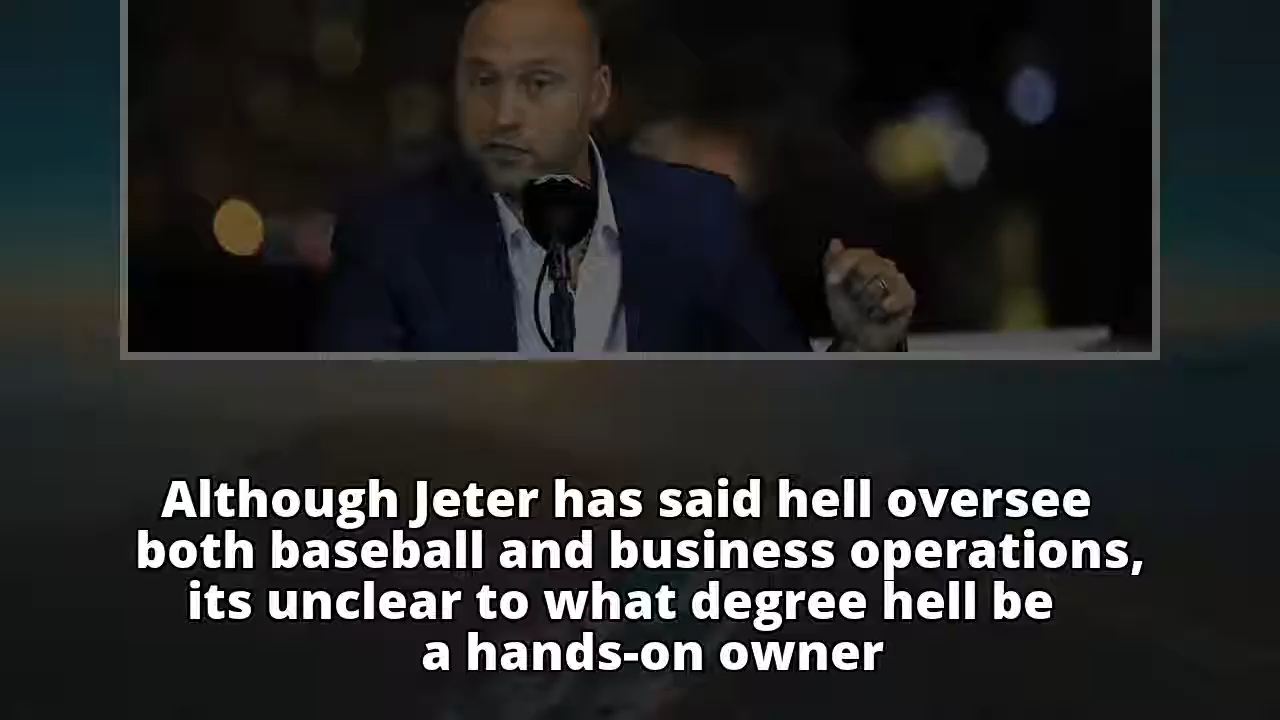 Although Jeter has said hell oversee
both baseball and business operations,
its unclear to what degree hell be
a hands-on owner